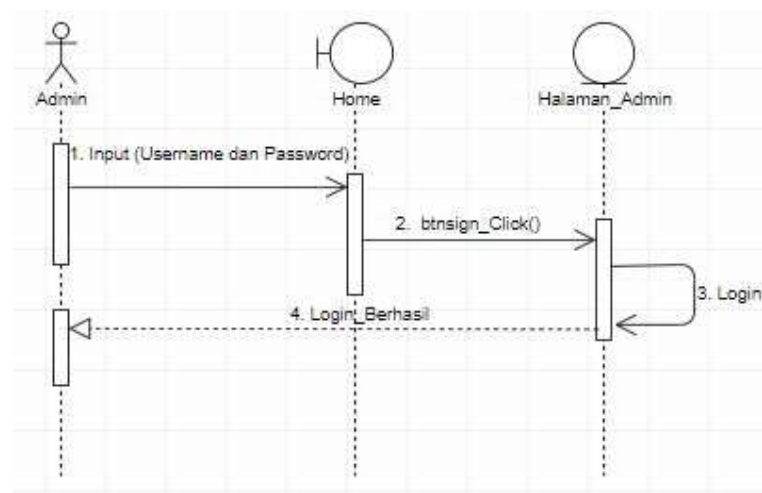 Admin
Home
Halaman_Admin
1. Input (Username dan Password)
2. btnsign_Click()
3. Login
4. Login_Berhasil